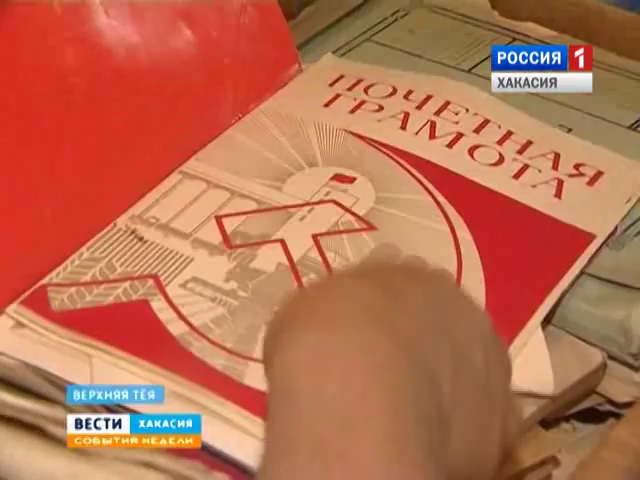 РОССИЯ 1
ХАКАСИЯ
ПОЧЕТНАЯ
ГРАМОТА
ВЕРХНЯЯ ТЁЯ
ВЕСТИ ХАКАСИЯ
СОБЫТИЯ НЕДЕЛИ